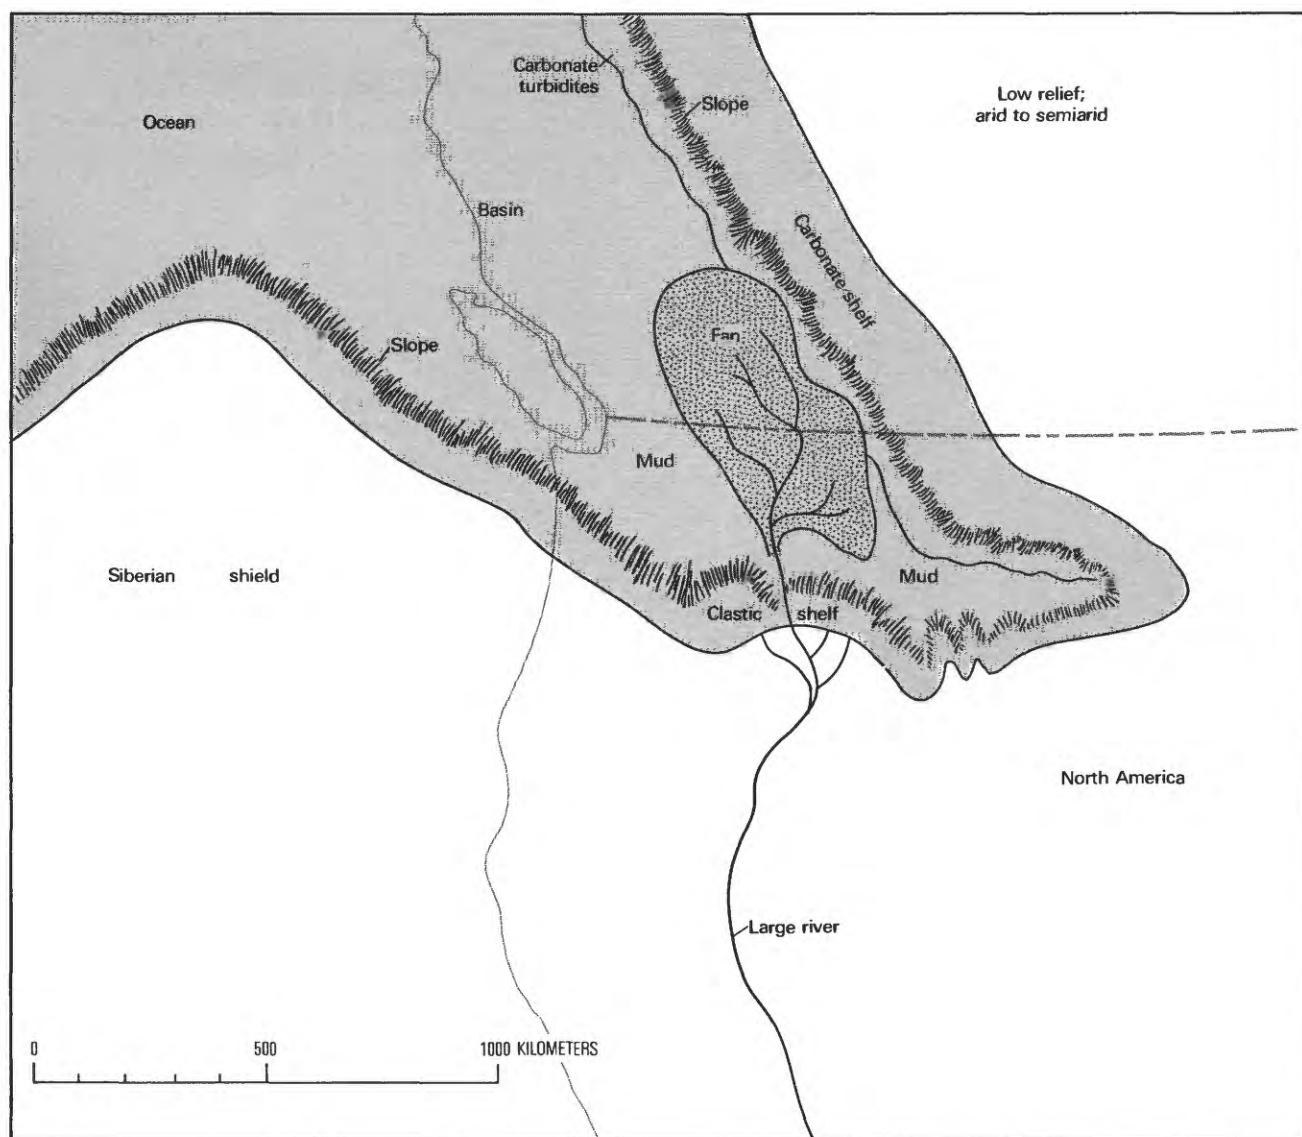 Carbonate
turbidites
Low relief;
arid to semiarid
Slope
Ocean
Basin
Carbonate shelf
Fan
Slope
Mud
Siberian shield
Mud
Clastic shelf
North America
Large river
0 500 1000 KILOMETERS